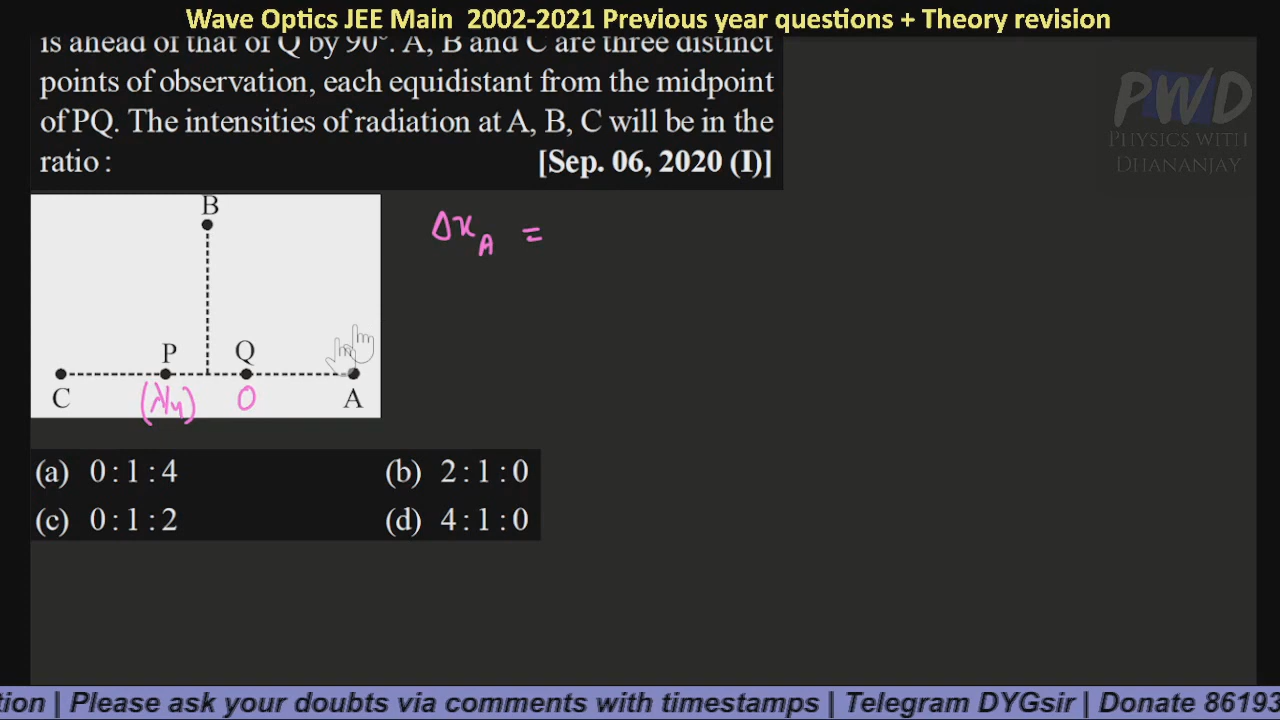 Wave Optics JEE Main 2002-2021 Previous year questions + Theory revision
is ahead of that of Q by 90°. A, B and C are three distinct
points of observation, each equidistant from the midpoint
of PQ. The intensities of radiation at A, B, C will be in the
ratio : [Sep. 06, 2020 (I)]
PWD
PHYSICS WITH
DHANANJAY
B
Δx_A =
P Q
C A
(λ/4) 0
(a) 0 : 1 : 4 (b) 2 : 1 : 0
(c) 0 : 1 : 2 (d) 4 : 1 : 0
tion | Please ask your doubts via comments with timestamps | Telegram DYGsir | Donate 86193